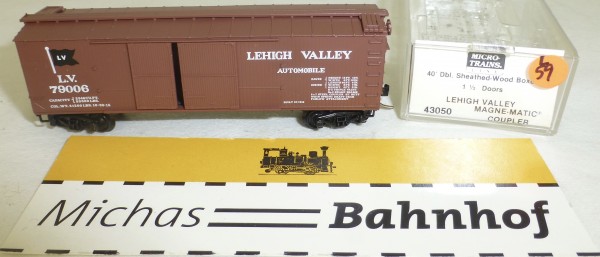 LV
L.V.
79006
LEHIGH VALLEY
AUTOMOBILE
MICRO-TRAINS
40' Dbl. Sheathed Wood Box
1 ½ Doors
LEHIGH VALLEY
43050
MAGNE-MATIC
COUPLER
L
59
Michas Bahnhof